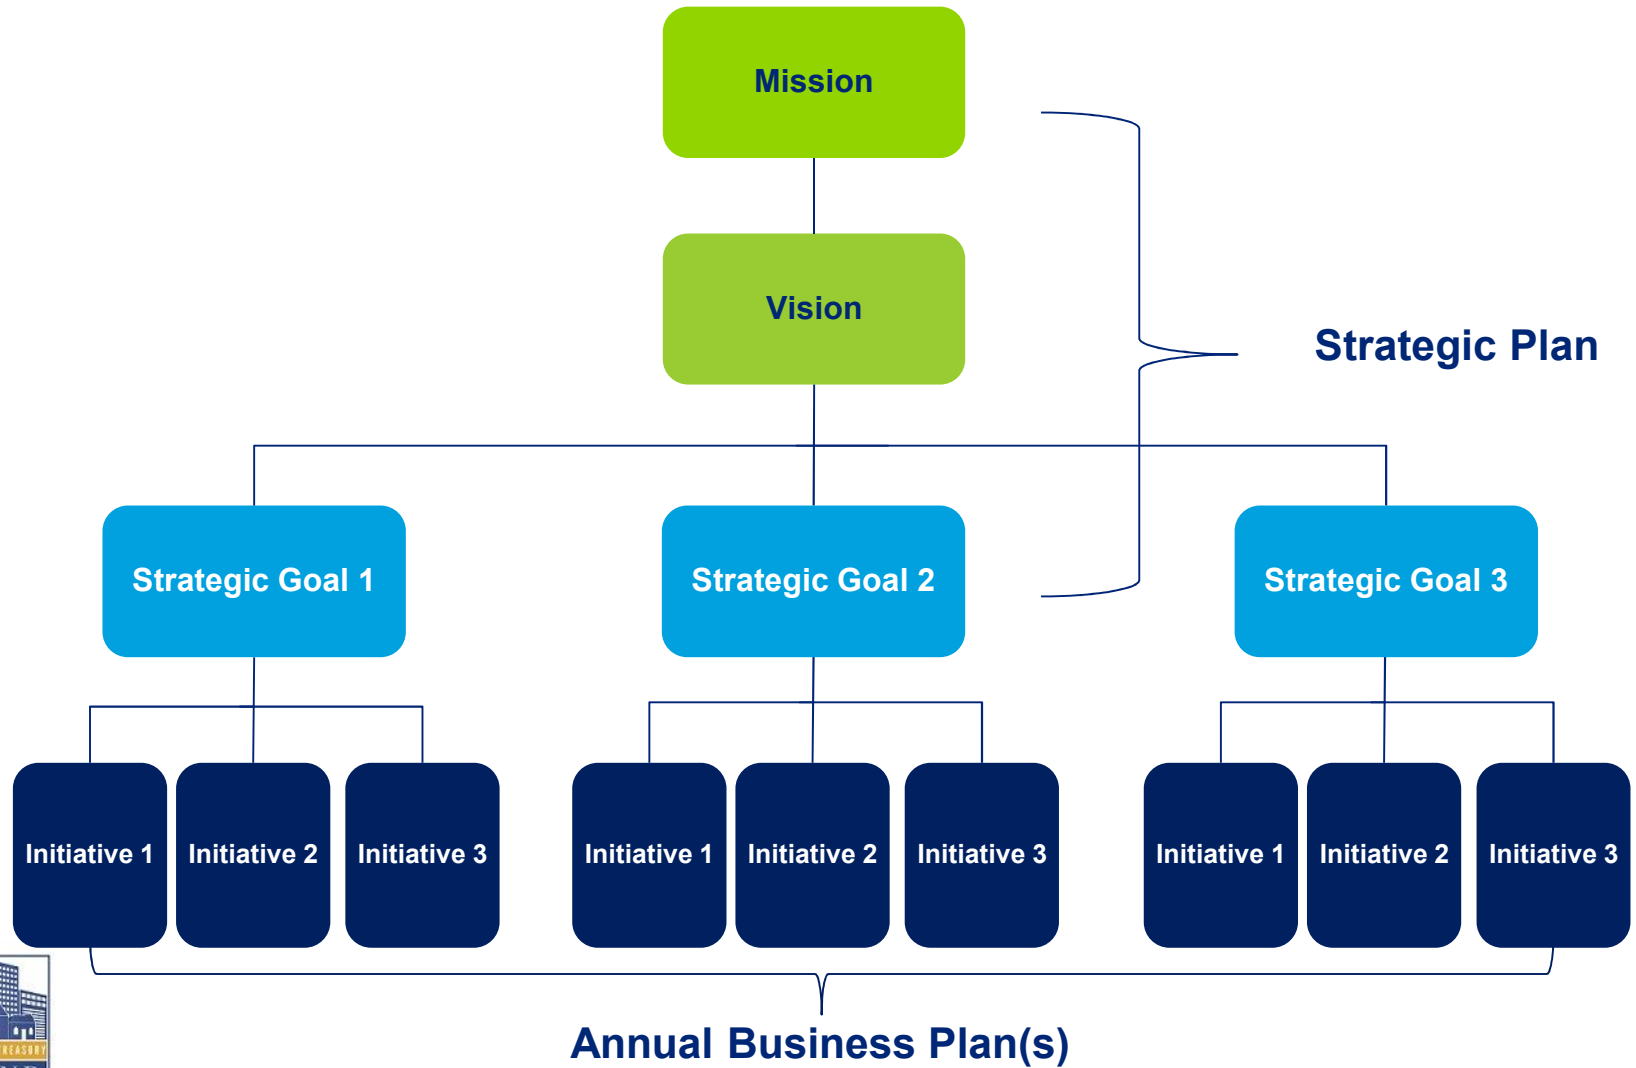 Mission
Vision
Strategic Plan
Strategic Goal 1
Strategic Goal 2
Strategic Goal 3
Initiative 1
Initiative 2
Initiative 3
Initiative 1
Initiative 2
Initiative 3
Initiative 1
Initiative 2
Initiative 3
Annual Business Plan(s)